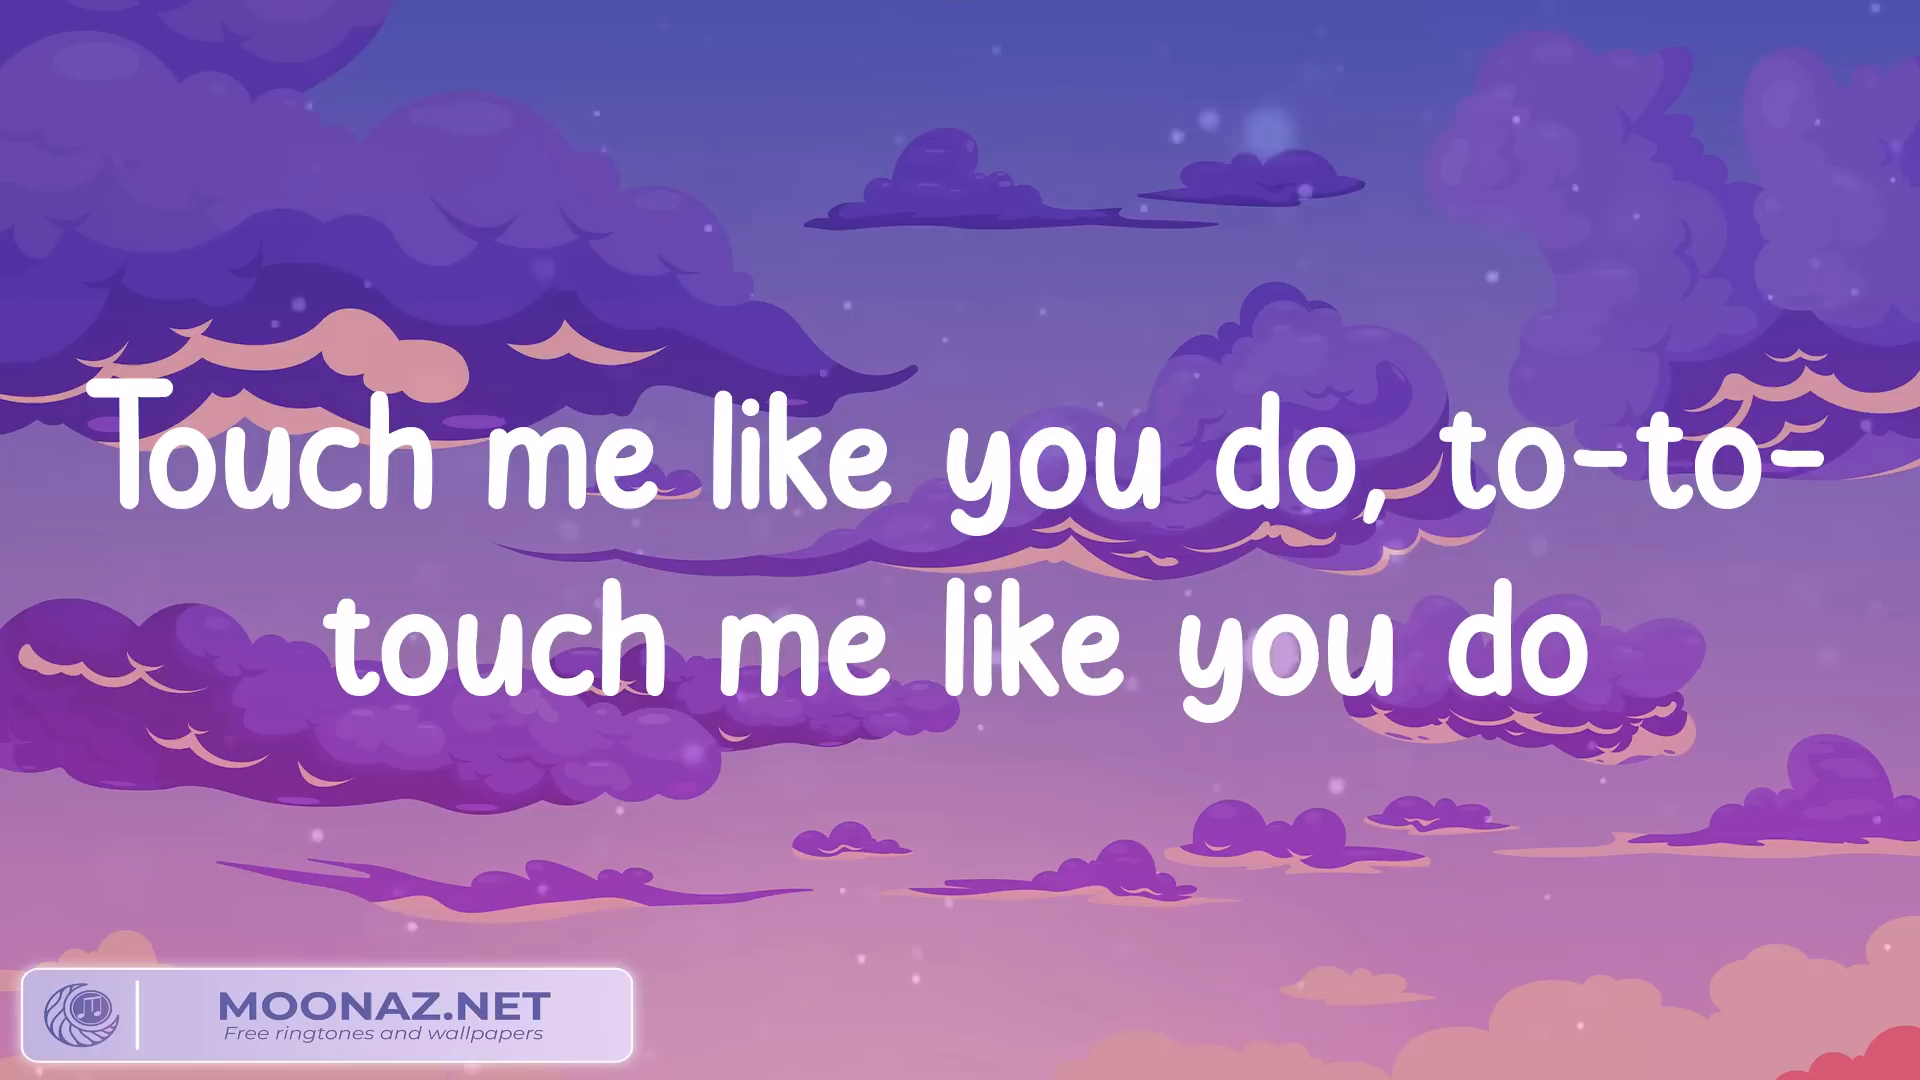 Touch me like you do, to-to-
touch me like you do
MOONAZ.NET
Free ringtones and wallpapers